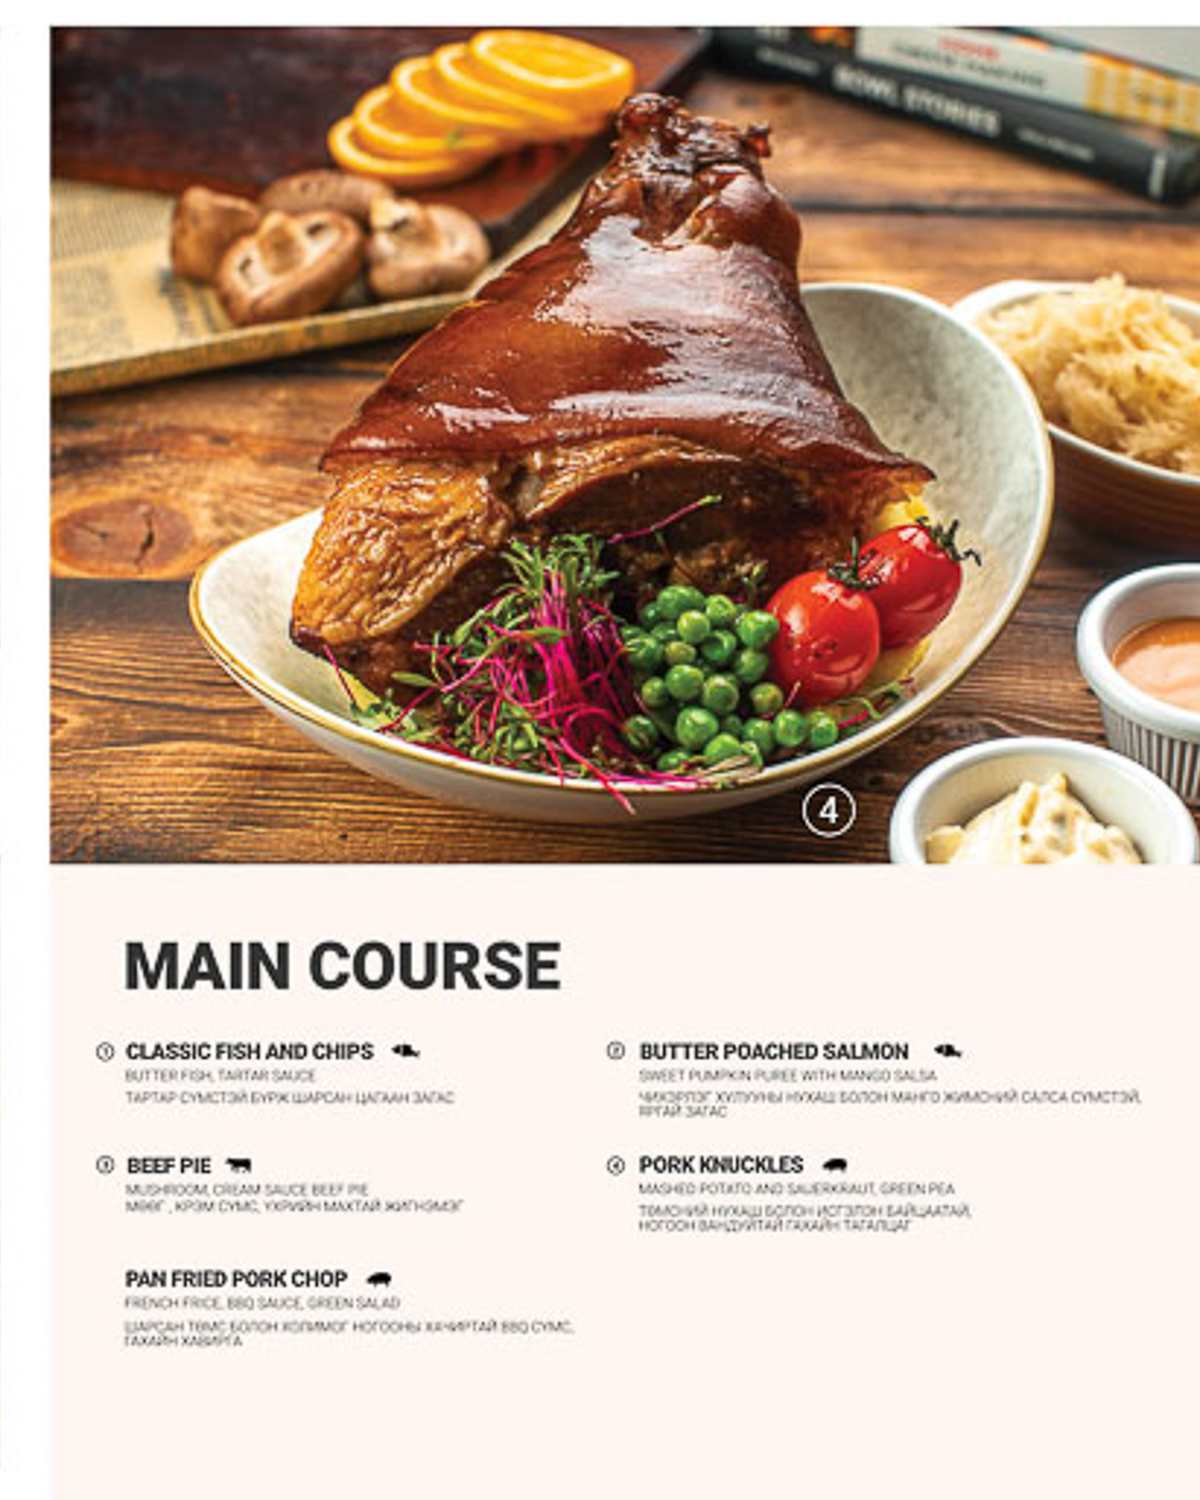 BOWL STORIES
4
MAIN COURSE
1 CLASSIC FISH AND CHIPS
BUTTER FISH, TARTAR SAUCE
ТАРТАР СУМСТЭЙ БҮРЖ ШАРСАН ЦАГААН ЗАГАС
2 BUTTER POACHED SALMON
SWEET PUMPKIN PUREE WITH MANGO SALSA
ЧИХЭРЛЭГ ХУЛУУНЫ НУХАШ БОЛОН МАНГО ЖИМСНИЙ САЛСА СУМСТЭЙ,
ЯРГАЙ ЗАГАС
3 BEEF PIE
MUSHROOM, CREAM SAUCE BEEF PIE
МӨӨГ , КРЭМ СУМС, ҮХРИЙН МАХТАЙ ЖИГНЭМЭГ
4 PORK KNUCKLES
MASHED POTATO AND SAUERKRAUT, GREEN PEA
ТӨМСНИЙ НУХАШ БОЛОН ИСГЭЛЭН БАЙЦААТАЙ,
НОГООН ВАНДУЙТАЙ ГАХАЙН ТАГАЛЦАГ
PAN FRIED PORK CHOP
FRENCH FRICE, BBQ SAUCE, GREEN SALAD
ШАРСАН ТӨМС БОЛОН ХОЛИМОГ НОГООНЫ ХАЧИРТАЙ BBQ СУМС,
ГАХАЙН ХАВИРГА